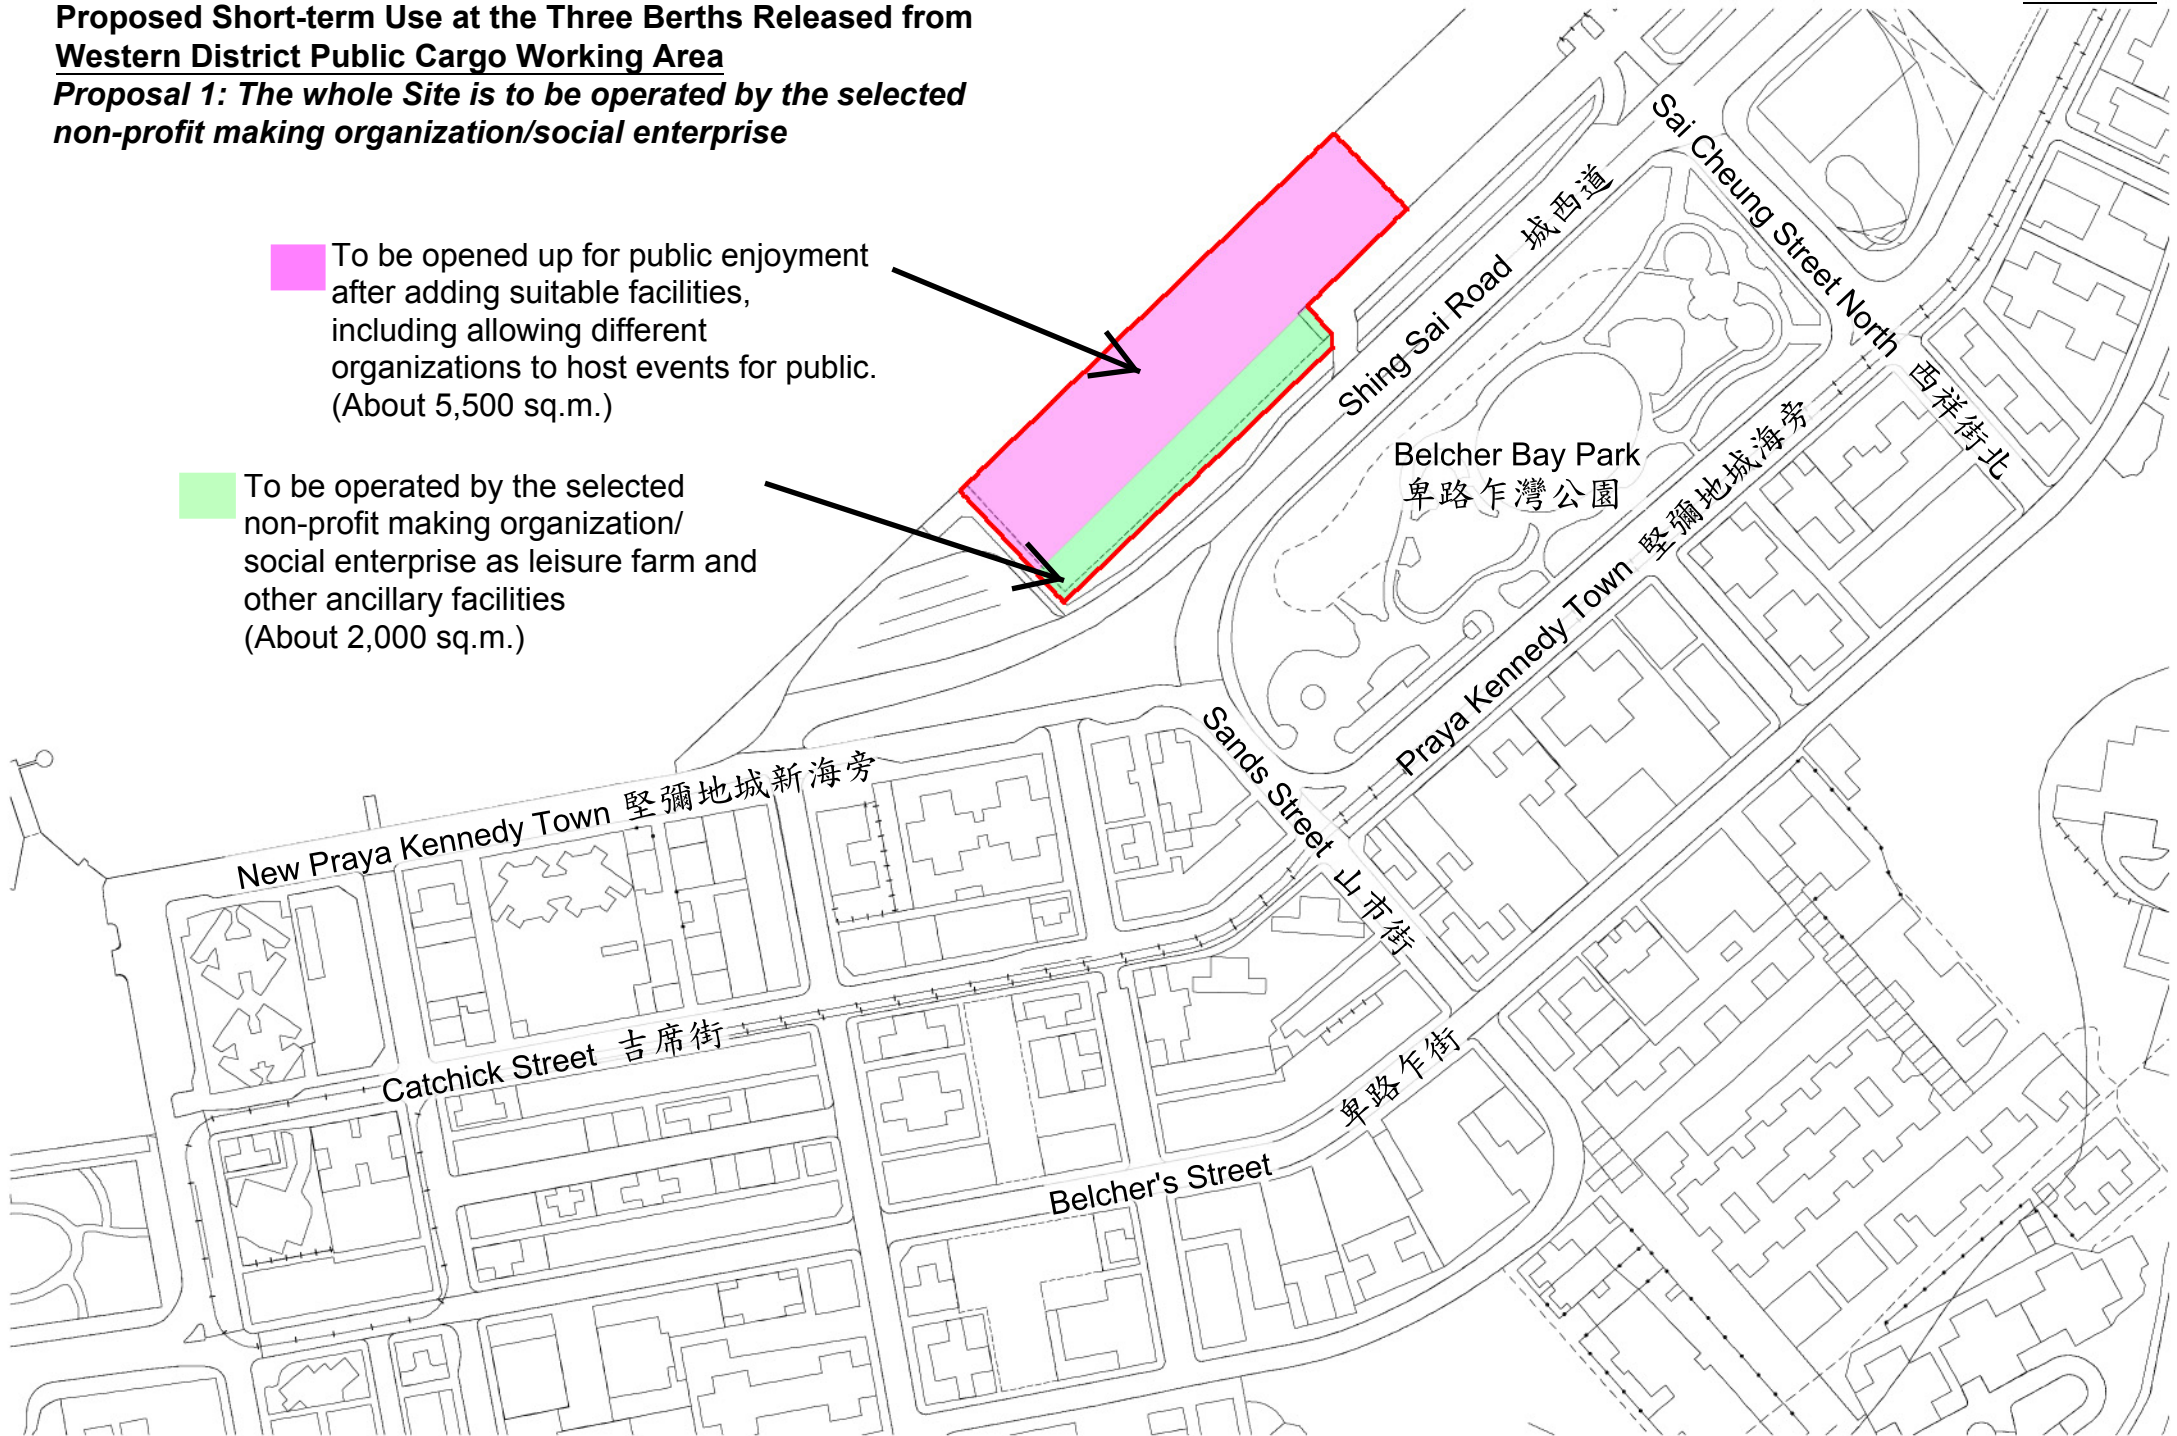 Proposed Short-term Use at the Three Berths Released from
Western District Public Cargo Working Area
Proposal 1: The whole Site is to be operated by the selected
non-profit making organization/social enterprise
To be opened up for public enjoyment
after adding suitable facilities,
including allowing different
organizations to host events for public.
(About 5,500 sq.m.)
To be operated by the selected
non-profit making organization/
social enterprise as leisure farm and
other ancillary facilities
(About 2,000 sq.m.)
Sai Cheung Street North 西祥街北
Shing Sai Road 城西道
Belcher Bay Park
卑路乍灣公園
Praya Kennedy Town 堅彌地城海旁
Sands Street 山市街
New Praya Kennedy Town 堅彌地城新海旁
Catchick Street 吉席街
Belcher's Street 卑路乍街